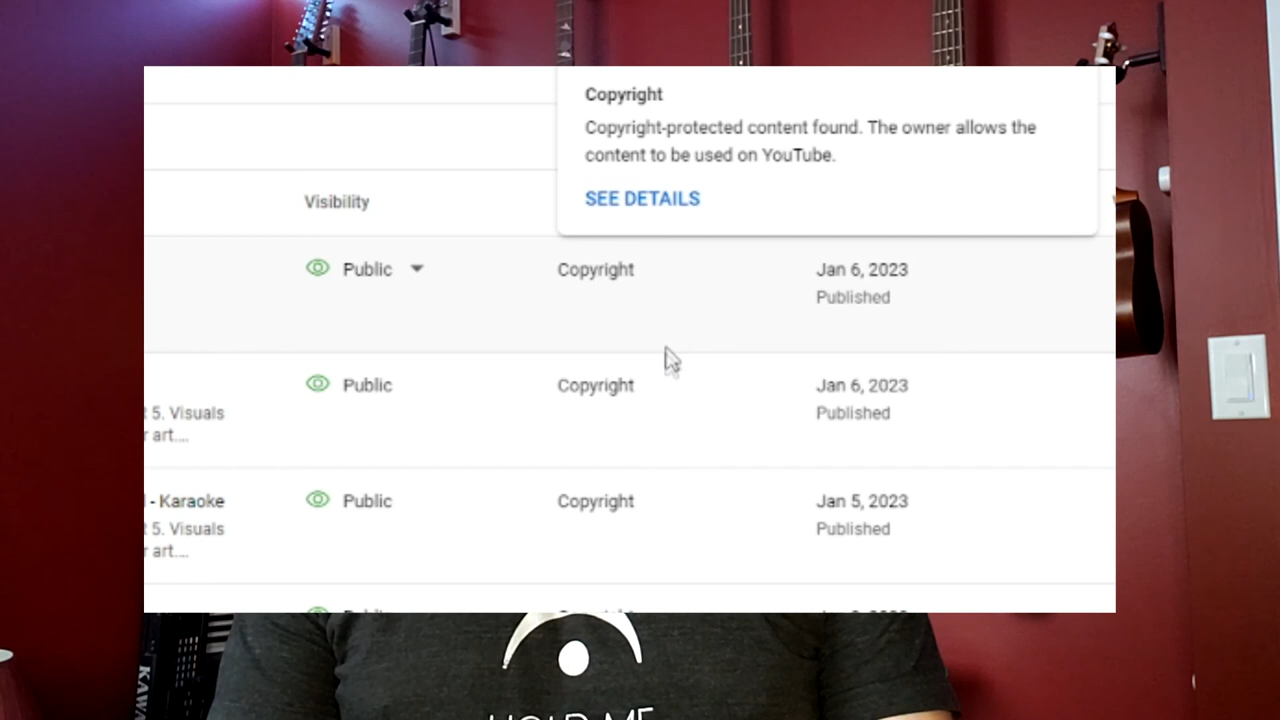 Copyright
Copyright-protected content found. The owner allows the
content to be used on YouTube.
SEE DETAILS
Visibility
Public Copyright Jan 6, 2023
Published
Public Copyright Jan 6, 2023
5. Visuals Published
art....
- Karaoke Public Copyright Jan 5, 2023
5. Visuals Published
art....
HOLD ME